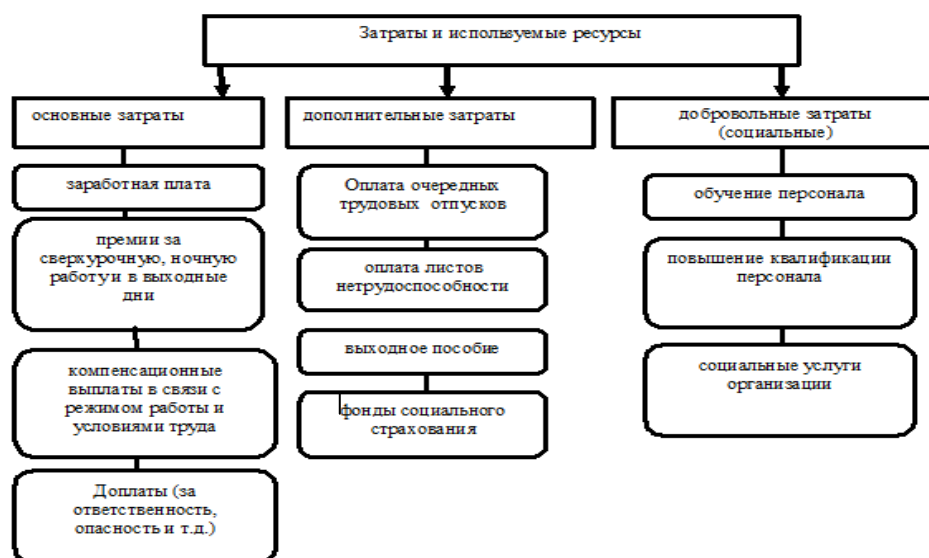 Затраты и используемые ресурсы
основные затраты
заработная плата
премии за
сверхурочную, ночную
работу и в выходные
дни
компенсационные
выплаты в связи с
режимом работы и
условиями труда
Доплаты (за
ответственность,
опасность и т.д.)
дополнительные затраты
Оплата очередных
трудовых отпусков
оплата листов
нетрудоспособности
выходное пособие
фонды социального
страхования
добровольные затраты
(социальные)
обучение персонала
повышение квалификации
персонала
социальные услуги
организации